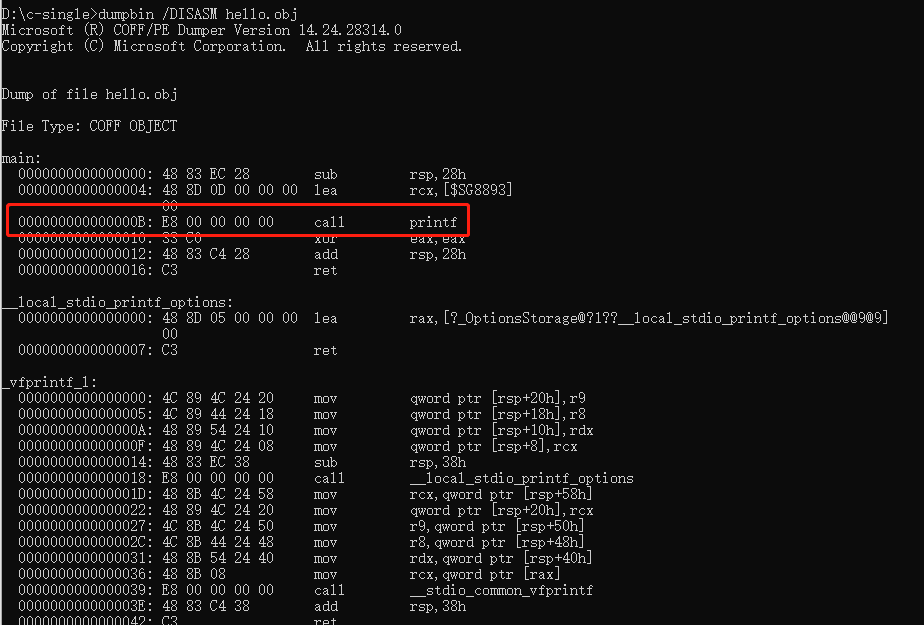 D:\c-single>dumpbin /DISASM hello.obj
Microsoft (R) COFF/PE Dumper Version 14.24.28314.0
Copyright (C) Microsoft Corporation.  All rights reserved.
Dump of file hello.obj
File Type: COFF OBJECT
main:
0000000000000000: 48 83 EC 28 sub rsp,28h
0000000000000004: 48 8D 0D 00 00 00 lea rcx,[$SG8893]
00
000000000000000B: E8 00 00 00 00 call printf
0000000000000010: 33 C0 xor eax,eax
0000000000000012: 48 83 C4 28 add rsp,28h
0000000000000016: C3 ret
__local_stdio_printf_options:
0000000000000000: 48 8D 05 00 00 00 lea rax,[?_OptionsStorage@?1??__local_stdio_printf_options@@9@9]
00
0000000000000007: C3 ret
_vfprintf_l:
0000000000000000: 4C 89 4C 24 20 mov qword ptr [rsp+20h],r9
0000000000000005: 4C 89 44 24 18 mov qword ptr [rsp+18h],r8
000000000000000A: 48 89 54 24 10 mov qword ptr [rsp+10h],rdx
000000000000000F: 48 89 4C 24 08 mov qword ptr [rsp+8],rcx
0000000000000014: 48 83 EC 38 sub rsp,38h
0000000000000018: E8 00 00 00 00 call __local_stdio_printf_options
000000000000001D: 48 8B 4C 24 58 mov rcx,qword ptr [rsp+58h]
0000000000000022: 48 89 4C 24 20 mov qword ptr [rsp+20h],rcx
0000000000000027: 4C 8B 4C 24 50 mov r9,qword ptr [rsp+50h]
000000000000002C: 4C 8B 44 24 48 mov r8,qword ptr [rsp+48h]
0000000000000031: 48 8B 54 24 40 mov rdx,qword ptr [rsp+40h]
0000000000000036: 48 8B 08 mov rcx,qword ptr [rax]
0000000000000039: E8 00 00 00 00 call __stdio_common_vfprintf
000000000000003E: 48 83 C4 38 add rsp,38h
0000000000000042: C3 ret